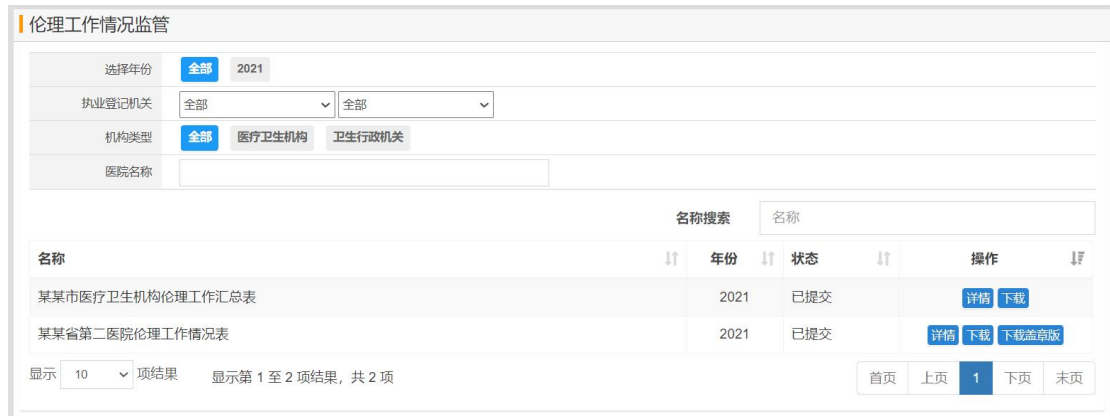 伦理工作情况监管
选择年份 全部 2021
执业登记机关 全部 全部
机构类型 全部 医疗卫生机构 卫生行政机关
医院名称
名称搜索 名称
名称 年份 状态 操作
某某市医疗卫生机构伦理工作汇总表 2021 已提交 详情 下载
某某省第二医院伦理工作情况表 2021 已提交 详情 下载 下载盖章版
显示 10 项结果 显示第 1 至 2 项结果，共 2 项 首页 上页 1 下页 末页